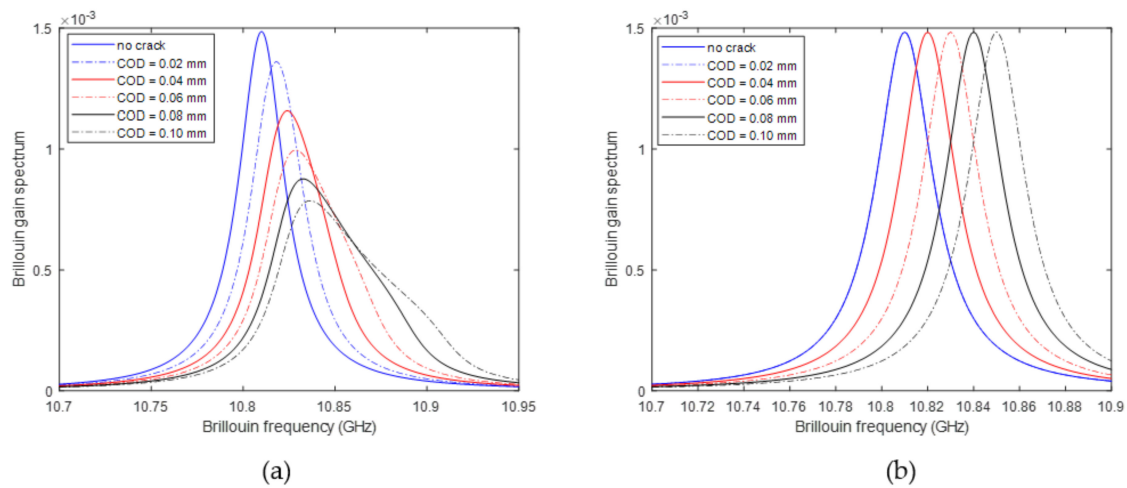 ×10⁻³
1.5
1
0.5
0
Brillouin gain spectrum
no crack
COD = 0.02 mm
COD = 0.04 mm
COD = 0.06 mm
COD = 0.08 mm
COD = 0.10 mm
10.7 10.75 10.8 10.85 10.9 10.95
Brillouin frequency (GHz)
(a)
×10⁻³
1.5
1
0.5
0
Brillouin gain spectrum
no crack
COD = 0.02 mm
COD = 0.04 mm
COD = 0.06 mm
COD = 0.08 mm
COD = 0.10 mm
10.7 10.72 10.74 10.76 10.78 10.8 10.82 10.84 10.86 10.88 10.9
Brillouin frequency (GHz)
(b)